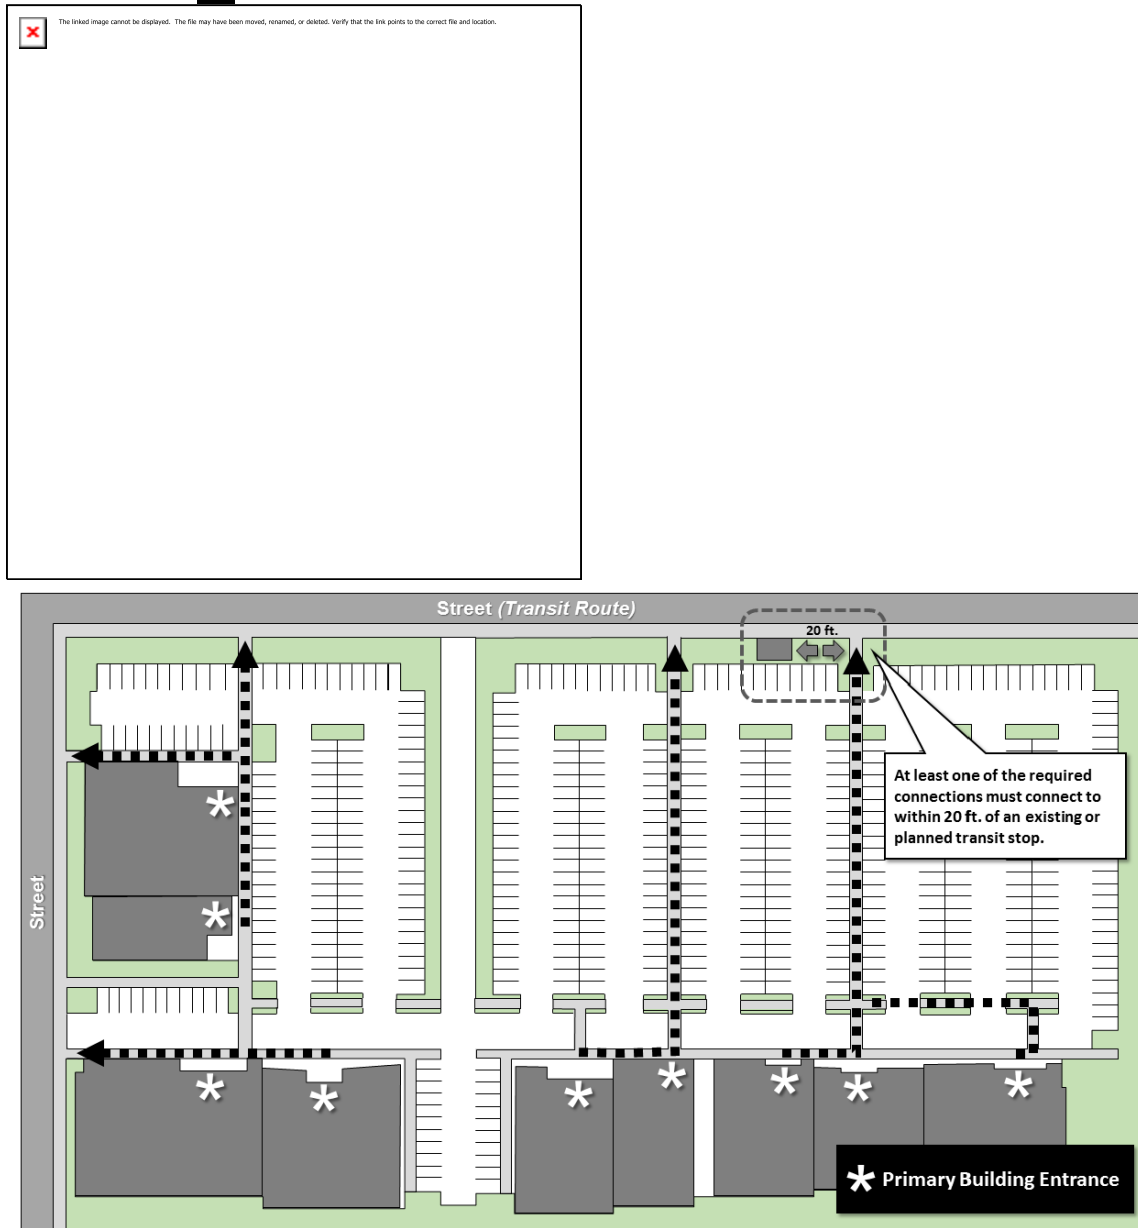 The linked image cannot be displayed. The file may have been moved, renamed, or deleted. Verify that the link points to the correct file and location.
Street (Transit Route)
20 ft.
At least one of the required
connections must connect to
within 20 ft. of an existing or
planned transit stop.
Street
Primary Building Entrance